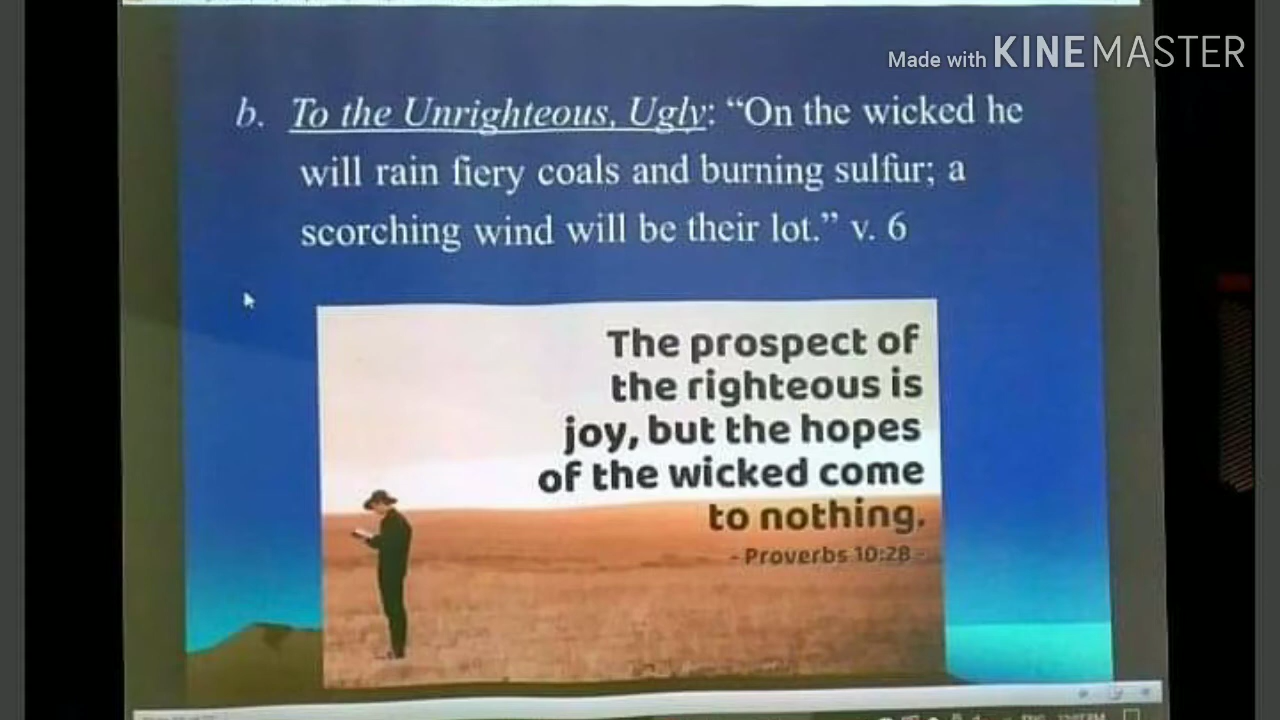 Made with KINEMASTER
b. To the Unrighteous, Ugly: “On the wicked he
will rain fiery coals and burning sulfur; a
scorching wind will be their lot.” v. 6
The prospect of
the righteous is
joy, but the hopes
of the wicked come
to nothing.
- Proverbs 10:28 -